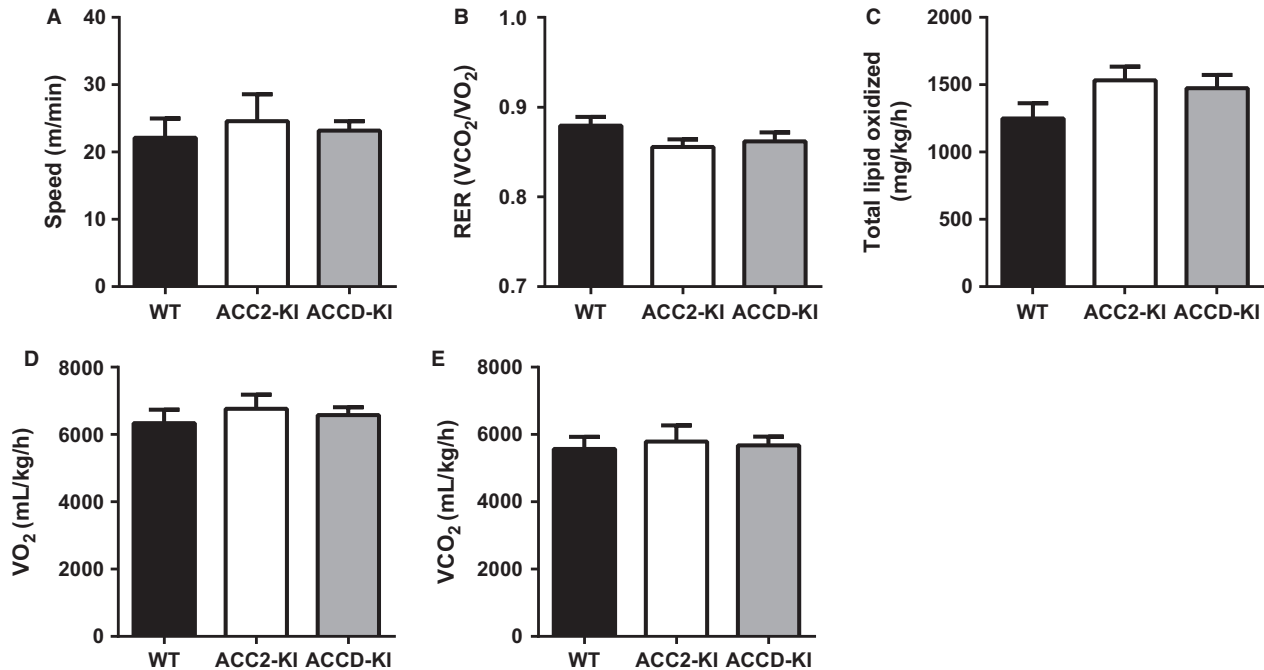 A
Speed (m/min)
40
30
20
10
0
WT ACC2-KI ACCD-KI
B
RER (VCO₂/VO₂)
1.0
0.9
0.8
0.7
WT ACC2-KI ACCD-KI
C
Total lipid oxidized
(mg/kg/h)
2000
1500
1000
500
0
WT ACC2-KI ACCD-KI
D
VO₂ (mL/kg/h)
8000
6000
4000
2000
0
WT ACC2-KI ACCD-KI
E
VCO₂ (mL/kg/h)
8000
6000
4000
2000
0
WT ACC2-KI ACCD-KI